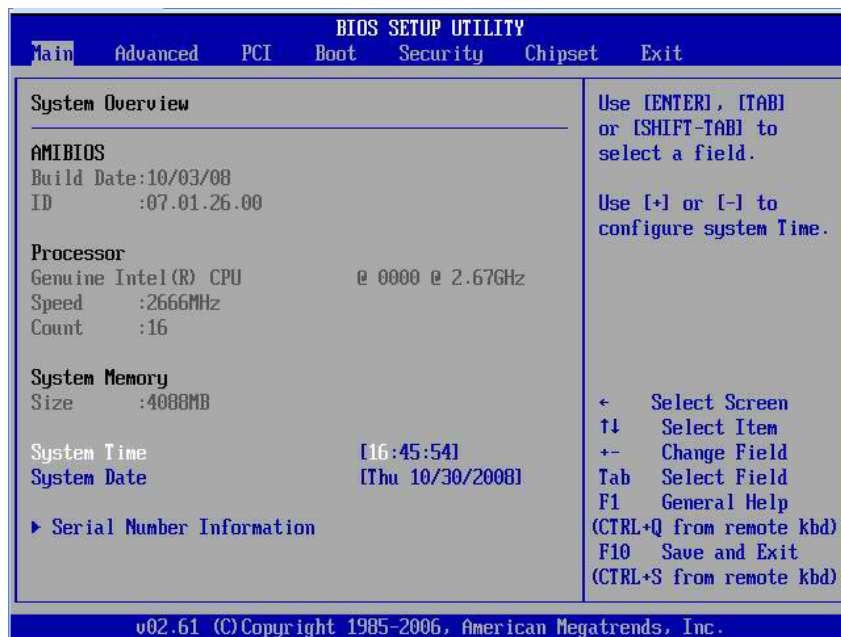 BIOS SETUP UTILITY
Main Advanced PCI Boot Security Chipset Exit
System Overview
AMIBIOS
Build Date:10/03/08
ID :07.01.26.00
Processor
Genuine Intel(R) CPU @ 0000 @ 2.67GHz
Speed :2666MHz
Count :16
System Memory
Size :4088MB
System Time [16:45:54]
System Date [Thu 10/30/2008]
▶ Serial Number Information
Use [ENTER], [TAB]
or [SHIFT-TAB] to
select a field.
Use [+] or [-] to
configure system Time.
← Select Screen
↑↓ Select Item
+- Change Field
Tab Select Field
F1 General Help
(CTRL+Q from remote kbd)
F10 Save and Exit
(CTRL+S from remote kbd)
v02.61 (C)Copyright 1985-2006, American Megatrends, Inc.